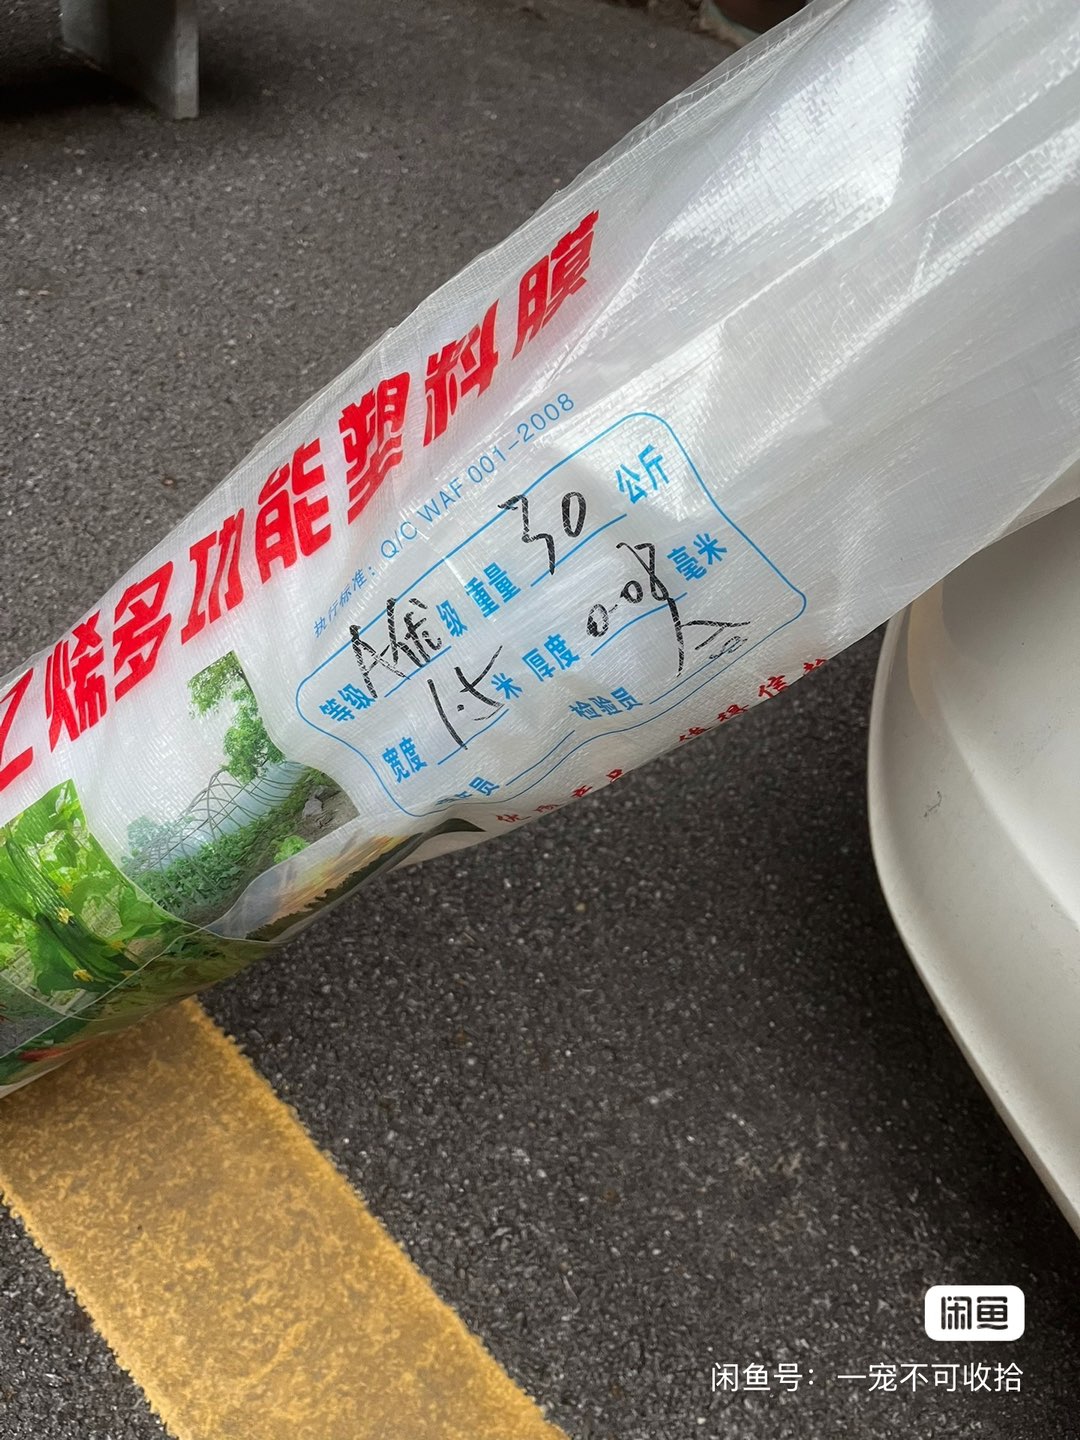 乙烯多功能塑料膜
执行标准：Q/C WAF 001-2008
等级 A优 级 重量 30 公斤
宽度 1.5 米 厚度 0.08 毫米
检验员
闲鱼
闲鱼号：一宠不可收拾